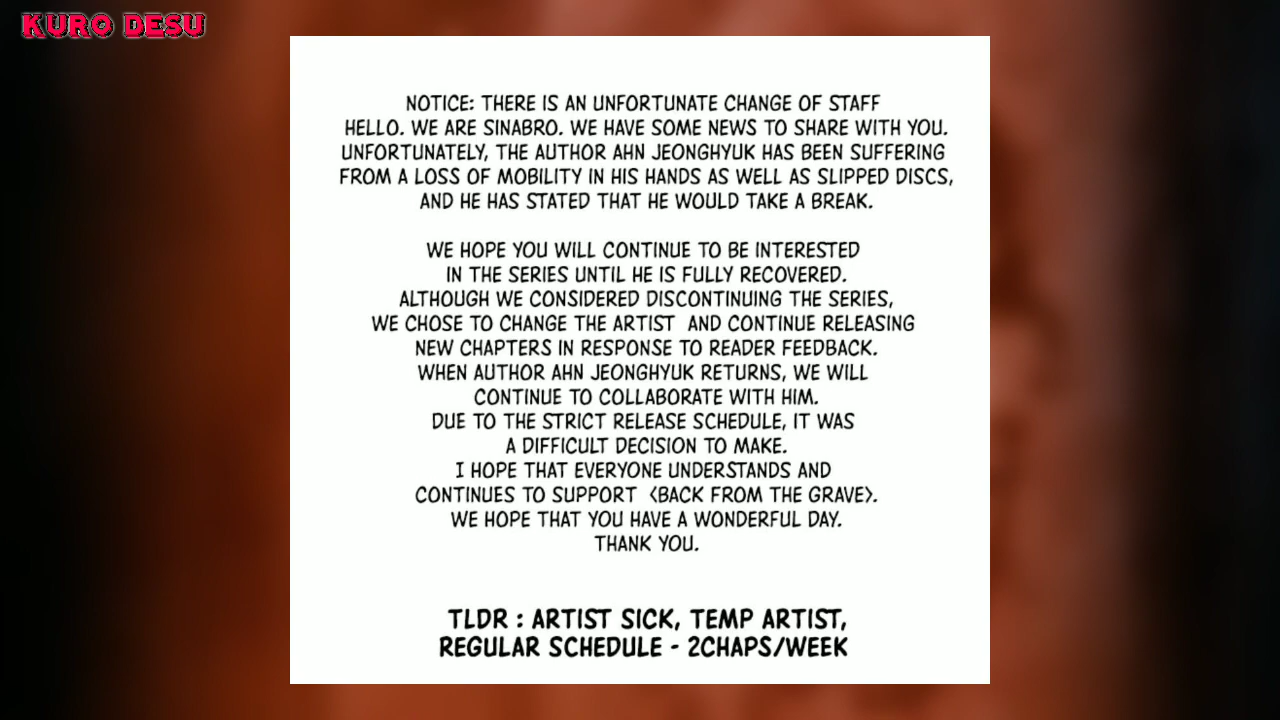 KURO DESU
NOTICE: THERE IS AN UNFORTUNATE CHANGE OF STAFF
HELLO. WE ARE SINABRO. WE HAVE SOME NEWS TO SHARE WITH YOU.
UNFORTUNATELY, THE AUTHOR AHN JEONGHYUK HAS BEEN SUFFERING
FROM A LOSS OF MOBILITY IN HIS HANDS AS WELL AS SLIPPED DISCS,
AND HE HAS STATED THAT HE WOULD TAKE A BREAK.
WE HOPE YOU WILL CONTINUE TO BE INTERESTED
IN THE SERIES UNTIL HE IS FULLY RECOVERED.
ALTHOUGH WE CONSIDERED DISCONTINUING THE SERIES,
WE CHOSE TO CHANGE THE ARTIST AND CONTINUE RELEASING
NEW CHAPTERS IN RESPONSE TO READER FEEDBACK.
WHEN AUTHOR AHN JEONGHYUK RETURNS, WE WILL
CONTINUE TO COLLABORATE WITH HIM.
DUE TO THE STRICT RELEASE SCHEDULE, IT WAS
A DIFFICULT DECISION TO MAKE.
I HOPE THAT EVERYONE UNDERSTANDS AND
CONTINUES TO SUPPORT <BACK FROM THE GRAVE>.
WE HOPE THAT YOU HAVE A WONDERFUL DAY.
THANK YOU.
TLDR : ARTIST SICK, TEMP ARTIST,
REGULAR SCHEDULE - 2CHAPS/WEEK